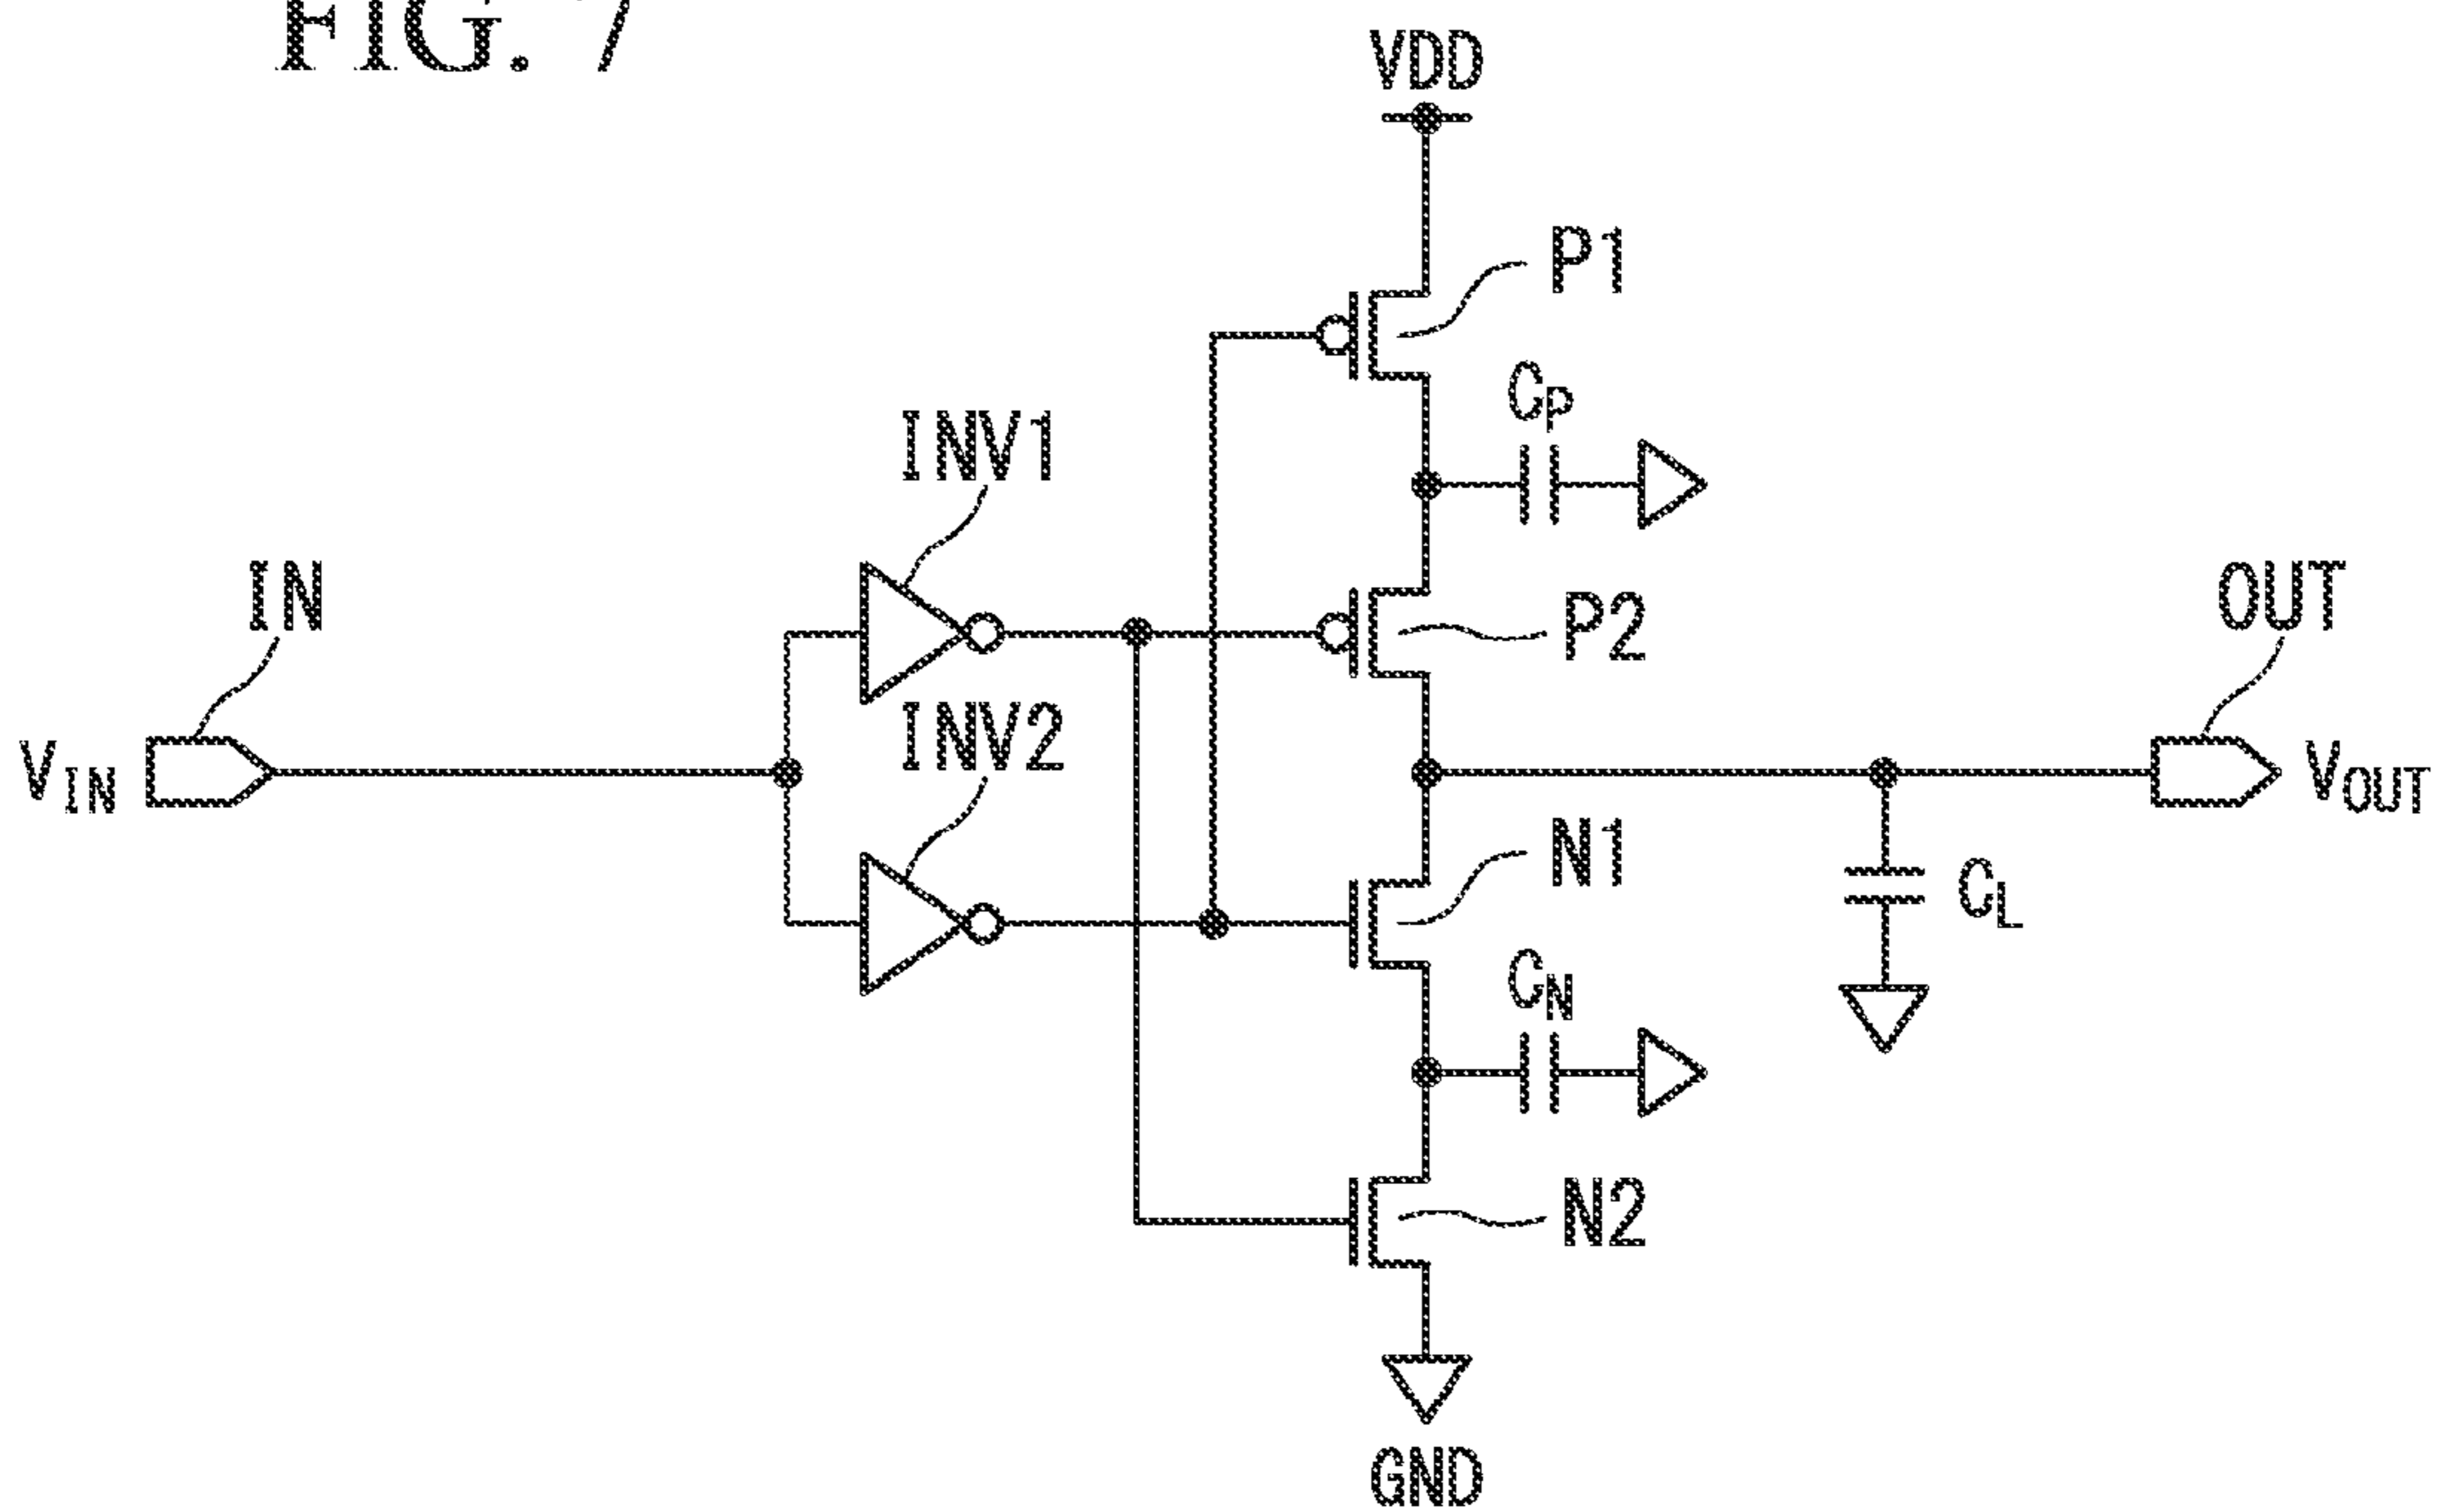 FIG. 7
VDD
P1
CP
INV1
IN
P2
OUT
INV2
VIN
VOUT
N1
CL
CN
N2
GND